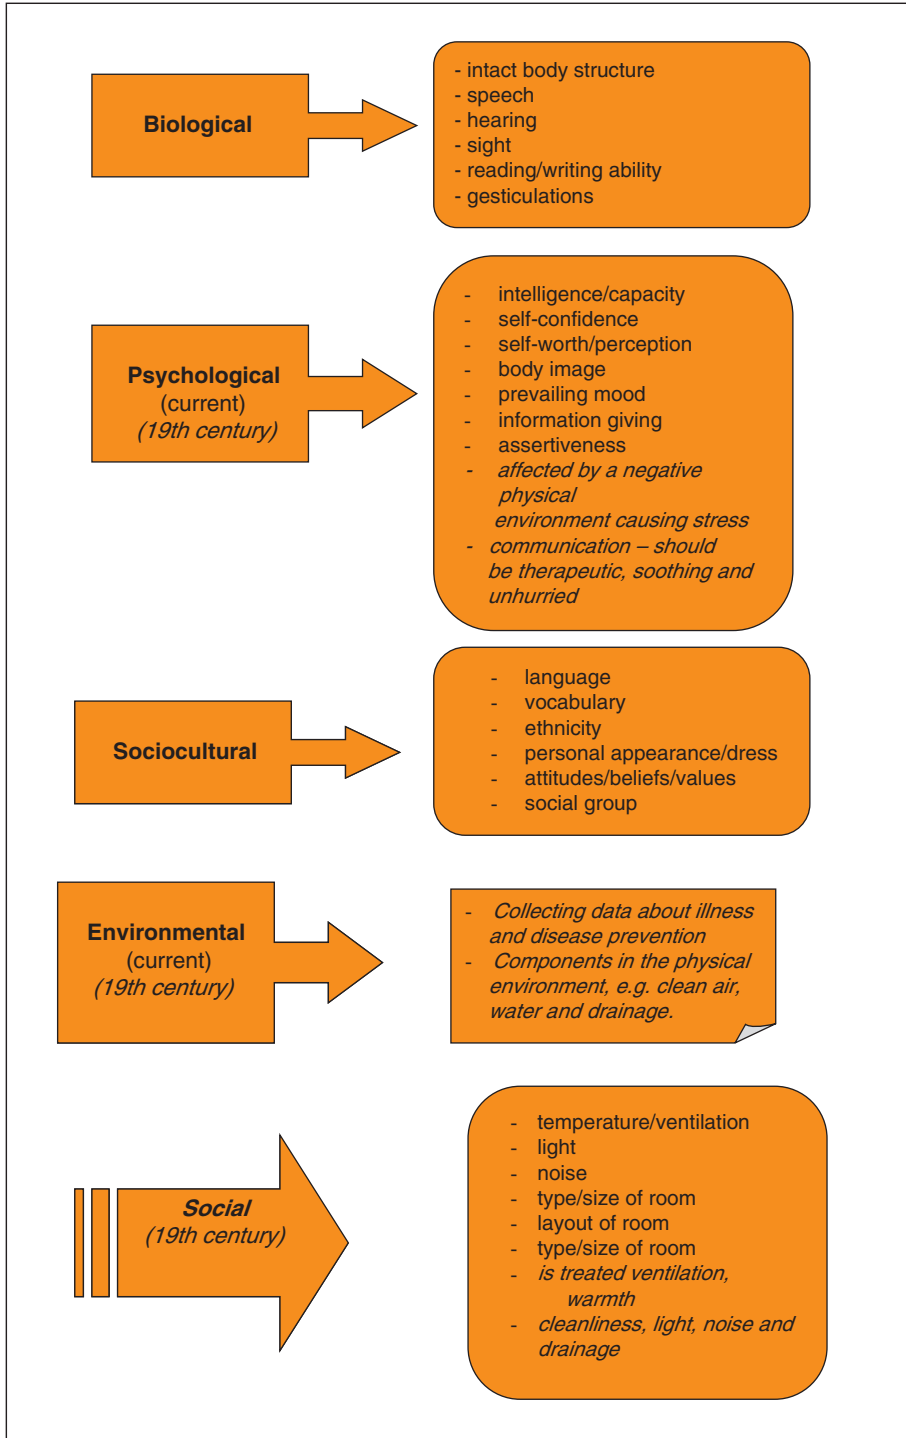 Biological
- intact body structure
- speech
- hearing
- sight
- reading/writing ability
- gesticulations
Psychological
(current)
(19th century)
- intelligence/capacity
- self-confidence
- self-worth/perception
- body image
- prevailing mood
- information giving
- assertiveness
- affected by a negative
physical
environment causing stress
- communication – should
be therapeutic, soothing and
unhurried
Sociocultural
- language
- vocabulary
- ethnicity
- personal appearance/dress
- attitudes/beliefs/values
- social group
Environmental
(current)
(19th century)
- Collecting data about illness
and disease prevention
- Components in the physical
environment, e.g. clean air,
water and drainage.
Social
(19th century)
- temperature/ventilation
- light
- noise
- type/size of room
- layout of room
- type/size of room
- is treated ventilation,
warmth
- cleanliness, light, noise and
drainage